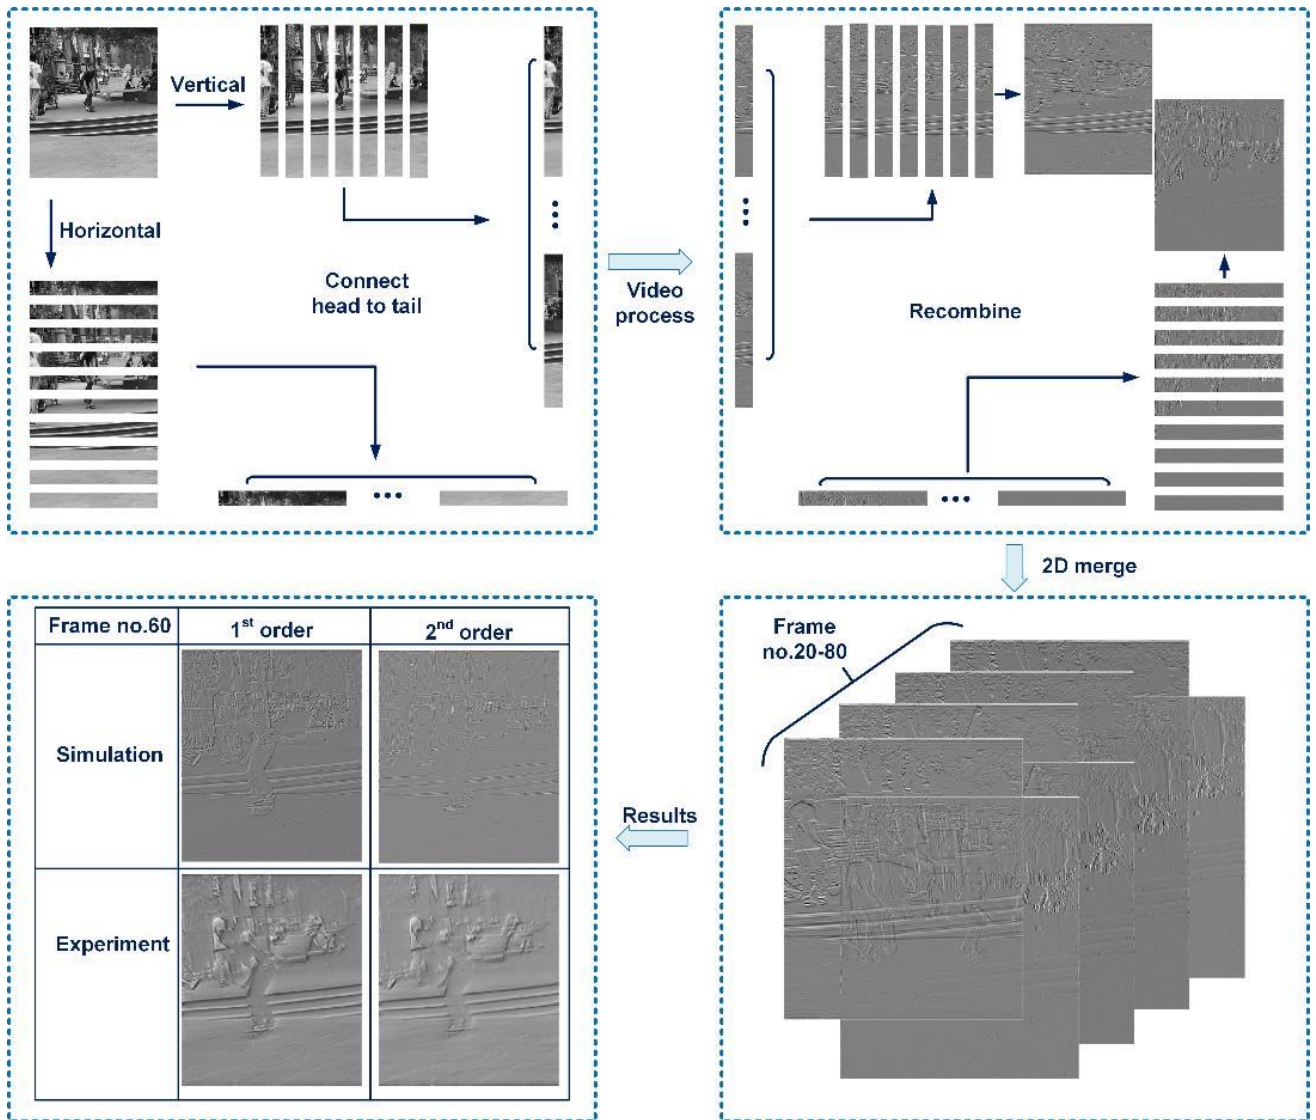 Vertical
Horizontal
Connect
head to tail
Video
process
Recombine
2D merge
Frame
no.20-80
Results
Frame no.60
1st order
2nd order
Simulation
Experiment